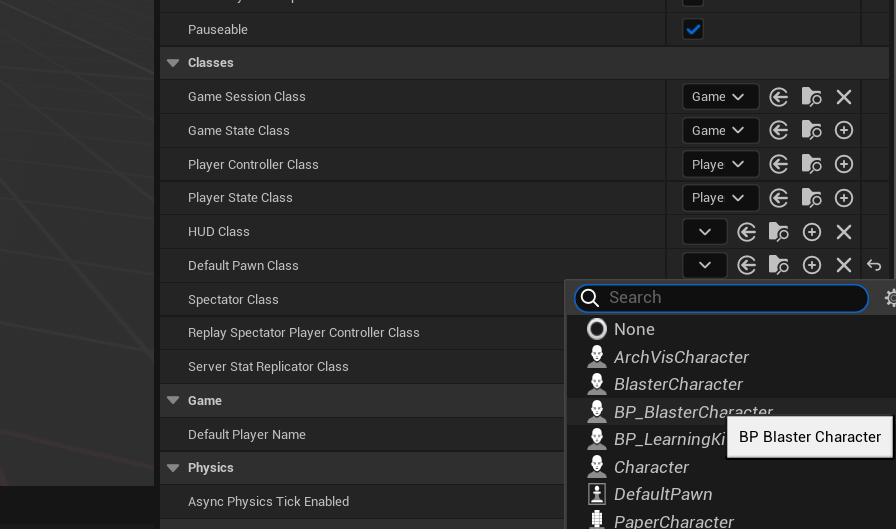 Pauseable
Classes
Game Session Class Game
Game State Class Game
Player Controller Class Playe
Player State Class Playe
HUD Class
Default Pawn Class
Spectator Class
Search
None
Replay Spectator Player Controller Class
ArchVisCharacter
Server Stat Replicator Class
BlasterCharacter
Game
BP_BlasterCharacter
Default Player Name
BP_LearningKi
BP Blaster Character
Physics
Character
Async Physics Tick Enabled
DefaultPawn
PaperCharacter